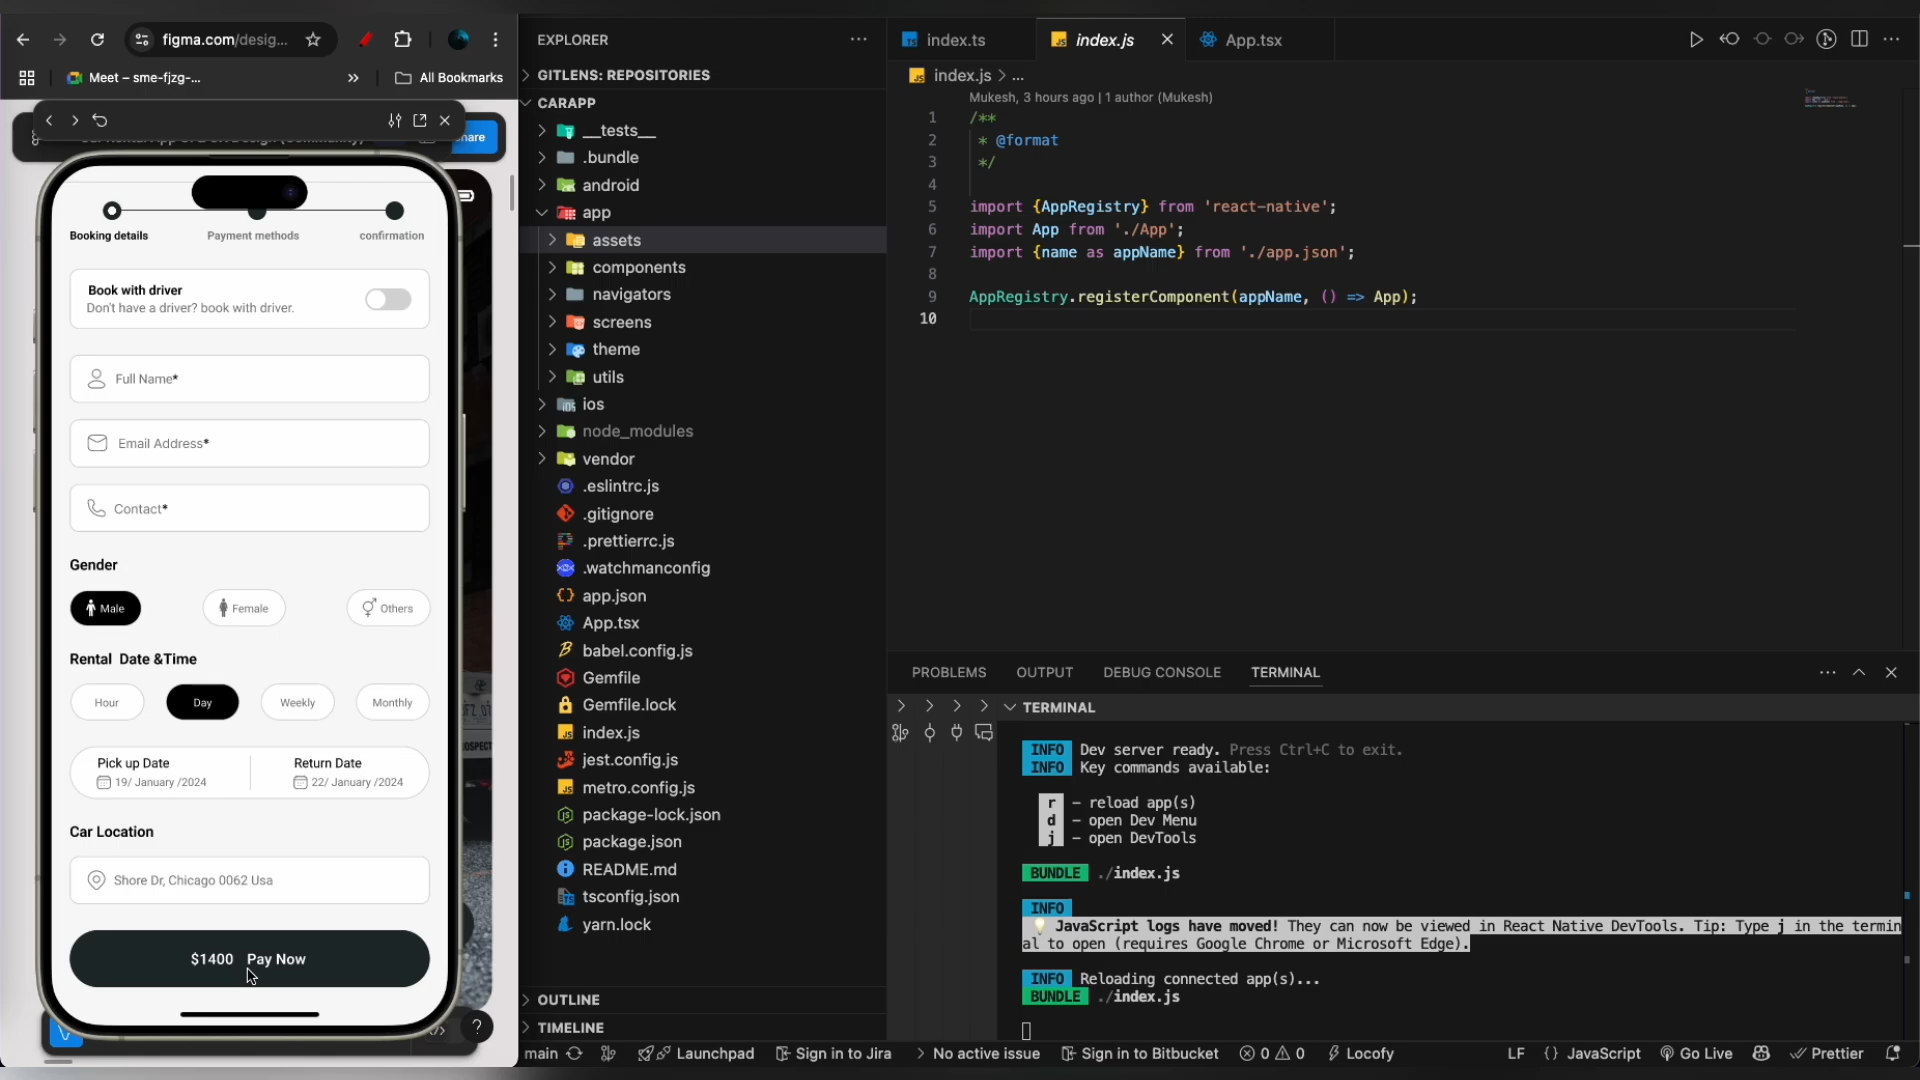 figma.com/desig...
Meet – sme-fjzg-...
All Bookmarks
Booking details
Payment methods
confirmation
Book with driver
Don't have a driver? book with driver.
Full Name*
Email Address*
Contact*
Gender
Male
Female
Others
Rental Date &Time
Hour
Day
Weekly
Monthly
Pick up Date
19/ January /2024
Return Date
22/ January /2024
Car Location
Shore Dr, Chicago 0062 Usa
$1400 Pay Now
?
EXPLORER
GITLENS: REPOSITORIES
CARAPP
__tests__
.bundle
android
app
assets
components
navigators
screens
theme
utils
ios
node_modules
vendor
.eslintrc.js
.gitignore
.prettierrc.js
.watchmanconfig
app.json
App.tsx
babel.config.js
Gemfile
Gemfile.lock
index.js
jest.config.js
metro.config.js
package-lock.json
package.json
README.md
tsconfig.json
yarn.lock
OUTLINE
TIMELINE
index.ts
index.js
App.tsx
index.js > ...
Mukesh, 3 hours ago | 1 author (Mukesh)
1 /**
2 * @format
3 */
4
5 import {AppRegistry} from 'react-native';
6 import App from './App';
7 import {name as appName} from './app.json';
8
9 AppRegistry.registerComponent(appName, () => App);
10
PROBLEMS
OUTPUT
DEBUG CONSOLE
TERMINAL
TERMINAL
INFO Dev server ready. Press Ctrl+C to exit.
INFO Key commands available:
r – reload app(s)
d – open Dev Menu
j – open DevTools
BUNDLE ./index.js
INFO
JavaScript logs have moved! They can now be viewed in React Native DevTools. Tip: Type j in the termin
al to open (requires Google Chrome or Microsoft Edge).
INFO Reloading connected app(s)...
BUNDLE ./index.js
main
Launchpad
Sign in to Jira
No active issue
Sign in to Bitbucket
0
0
Locofy
LF
{} JavaScript
Go Live
Prettier